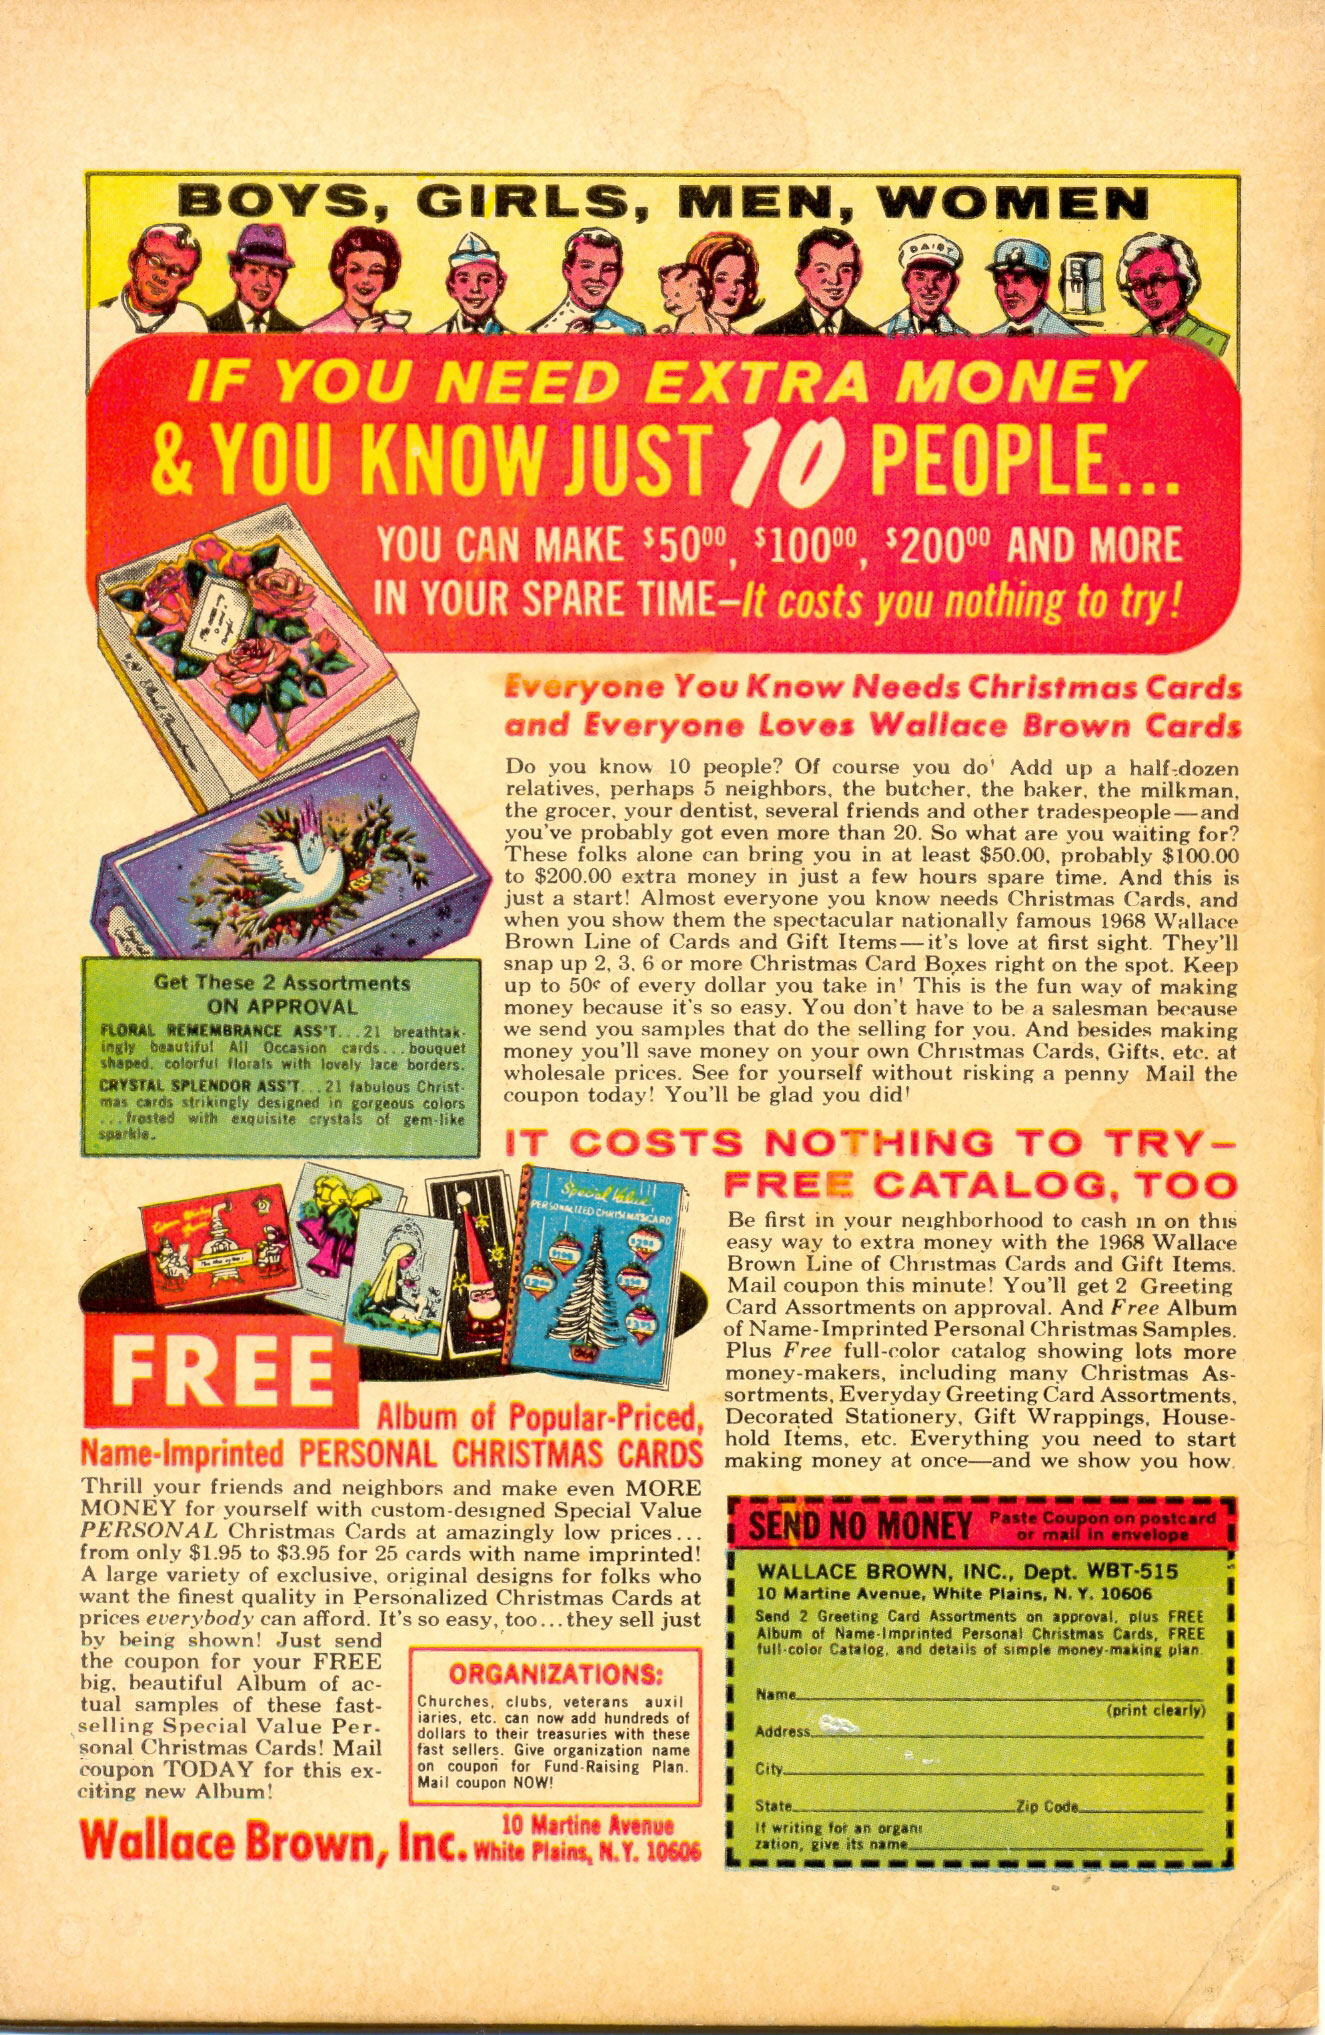 BOYS, GIRLS, MEN, WOMEN
DAIRY
IF YOU NEED EXTRA MONEY
& YOU KNOW JUST 10 PEOPLE...
YOU CAN MAKE $50⁰⁰, $100⁰⁰, $200⁰⁰ AND MORE
IN YOUR SPARE TIME–It costs you nothing to try!
Everyone You Know Needs Christmas Cards
and Everyone Loves Wallace Brown Cards
Do you know 10 people? Of course you do! Add up a half-dozen
relatives, perhaps 5 neighbors, the butcher, the baker, the milkman,
the grocer, your dentist, several friends and other tradespeople—and
you've probably got even more than 20. So what are you waiting for?
These folks alone can bring you in at least $50.00, probably $100.00
to $200.00 extra money in just a few hours spare time. And this is
just a start! Almost everyone you know needs Christmas Cards, and
when you show them the spectacular nationally famous 1968 Wallace
Brown Line of Cards and Gift Items—it's love at first sight. They'll
snap up 2, 3, 6 or more Christmas Card Boxes right on the spot. Keep
up to 50¢ of every dollar you take in! This is the fun way of making
money because it's so easy. You don't have to be a salesman because
we send you samples that do the selling for you. And besides making
money you'll save money on your own Christmas Cards, Gifts, etc. at
wholesale prices. See for yourself without risking a penny Mail the
coupon today! You'll be glad you did!
Get These 2 Assortments
ON APPROVAL
FLORAL REMEMBRANCE ASS'T...21 breathtak-
ingly beautiful All Occasion cards...bouquet
shaped, colorful florals with lovely lace borders.
CRYSTAL SPLENDOR ASS'T...21 fabulous Christ-
mas cards strikingly designed in gorgeous colors
...frosted with exquisite crystals of gem-like
sparkle.
IT COSTS NOTHING TO TRY–
FREE CATALOG, TOO
Be first in your neighborhood to cash in on this
easy way to extra money with the 1968 Wallace
Brown Line of Christmas Cards and Gift Items.
Mail coupon this minute! You'll get 2 Greeting
Card Assortments on approval. And Free Album
of Name-Imprinted Personal Christmas Samples.
Plus Free full-color catalog showing lots more
money-makers, including many Christmas As-
sortments, Everyday Greeting Card Assortments,
Decorated Stationery, Gift Wrappings, House-
hold Items, etc. Everything you need to start
making money at once—and we show you how.
Special Value
PERSONALIZED CHRISTMAS CARD
FREE
Album of Popular-Priced,
Name-Imprinted PERSONAL CHRISTMAS CARDS
Thrill your friends and neighbors and make even MORE
MONEY for yourself with custom-designed Special Value
PERSONAL Christmas Cards at amazingly low prices...
from only $1.95 to $3.95 for 25 cards with name imprinted!
A large variety of exclusive, original designs for folks who
want the finest quality in Personalized Christmas Cards at
prices everybody can afford. It's so easy, too...they sell just
by being shown! Just send
the coupon for your FREE
big, beautiful Album of ac-
tual samples of these fast-
selling Special Value Per-
sonal Christmas Cards! Mail
coupon TODAY for this ex-
citing new Album!
ORGANIZATIONS:
Churches, clubs, veterans auxil
iaries, etc. can now add hundreds of
dollars to their treasuries with these
fast sellers. Give organization name
on coupon for Fund-Raising Plan.
Mail coupon NOW!
Wallace Brown, Inc.
10 Martine Avenue
White Plains, N.Y. 10606
SEND NO MONEY
Paste Coupon on postcard
or mail in envelope
WALLACE BROWN, INC., Dept. WBT-515
10 Martine Avenue, White Plains, N. Y. 10606
Send 2 Greeting Card Assortments on approval, plus FREE
Album of Name-Imprinted Personal Christmas Cards, FREE
full-color Catalog, and details of simple money-making plan.
Name
(print clearly)
Address
City
State Zip Code
If writing for an organi
zation, give its name